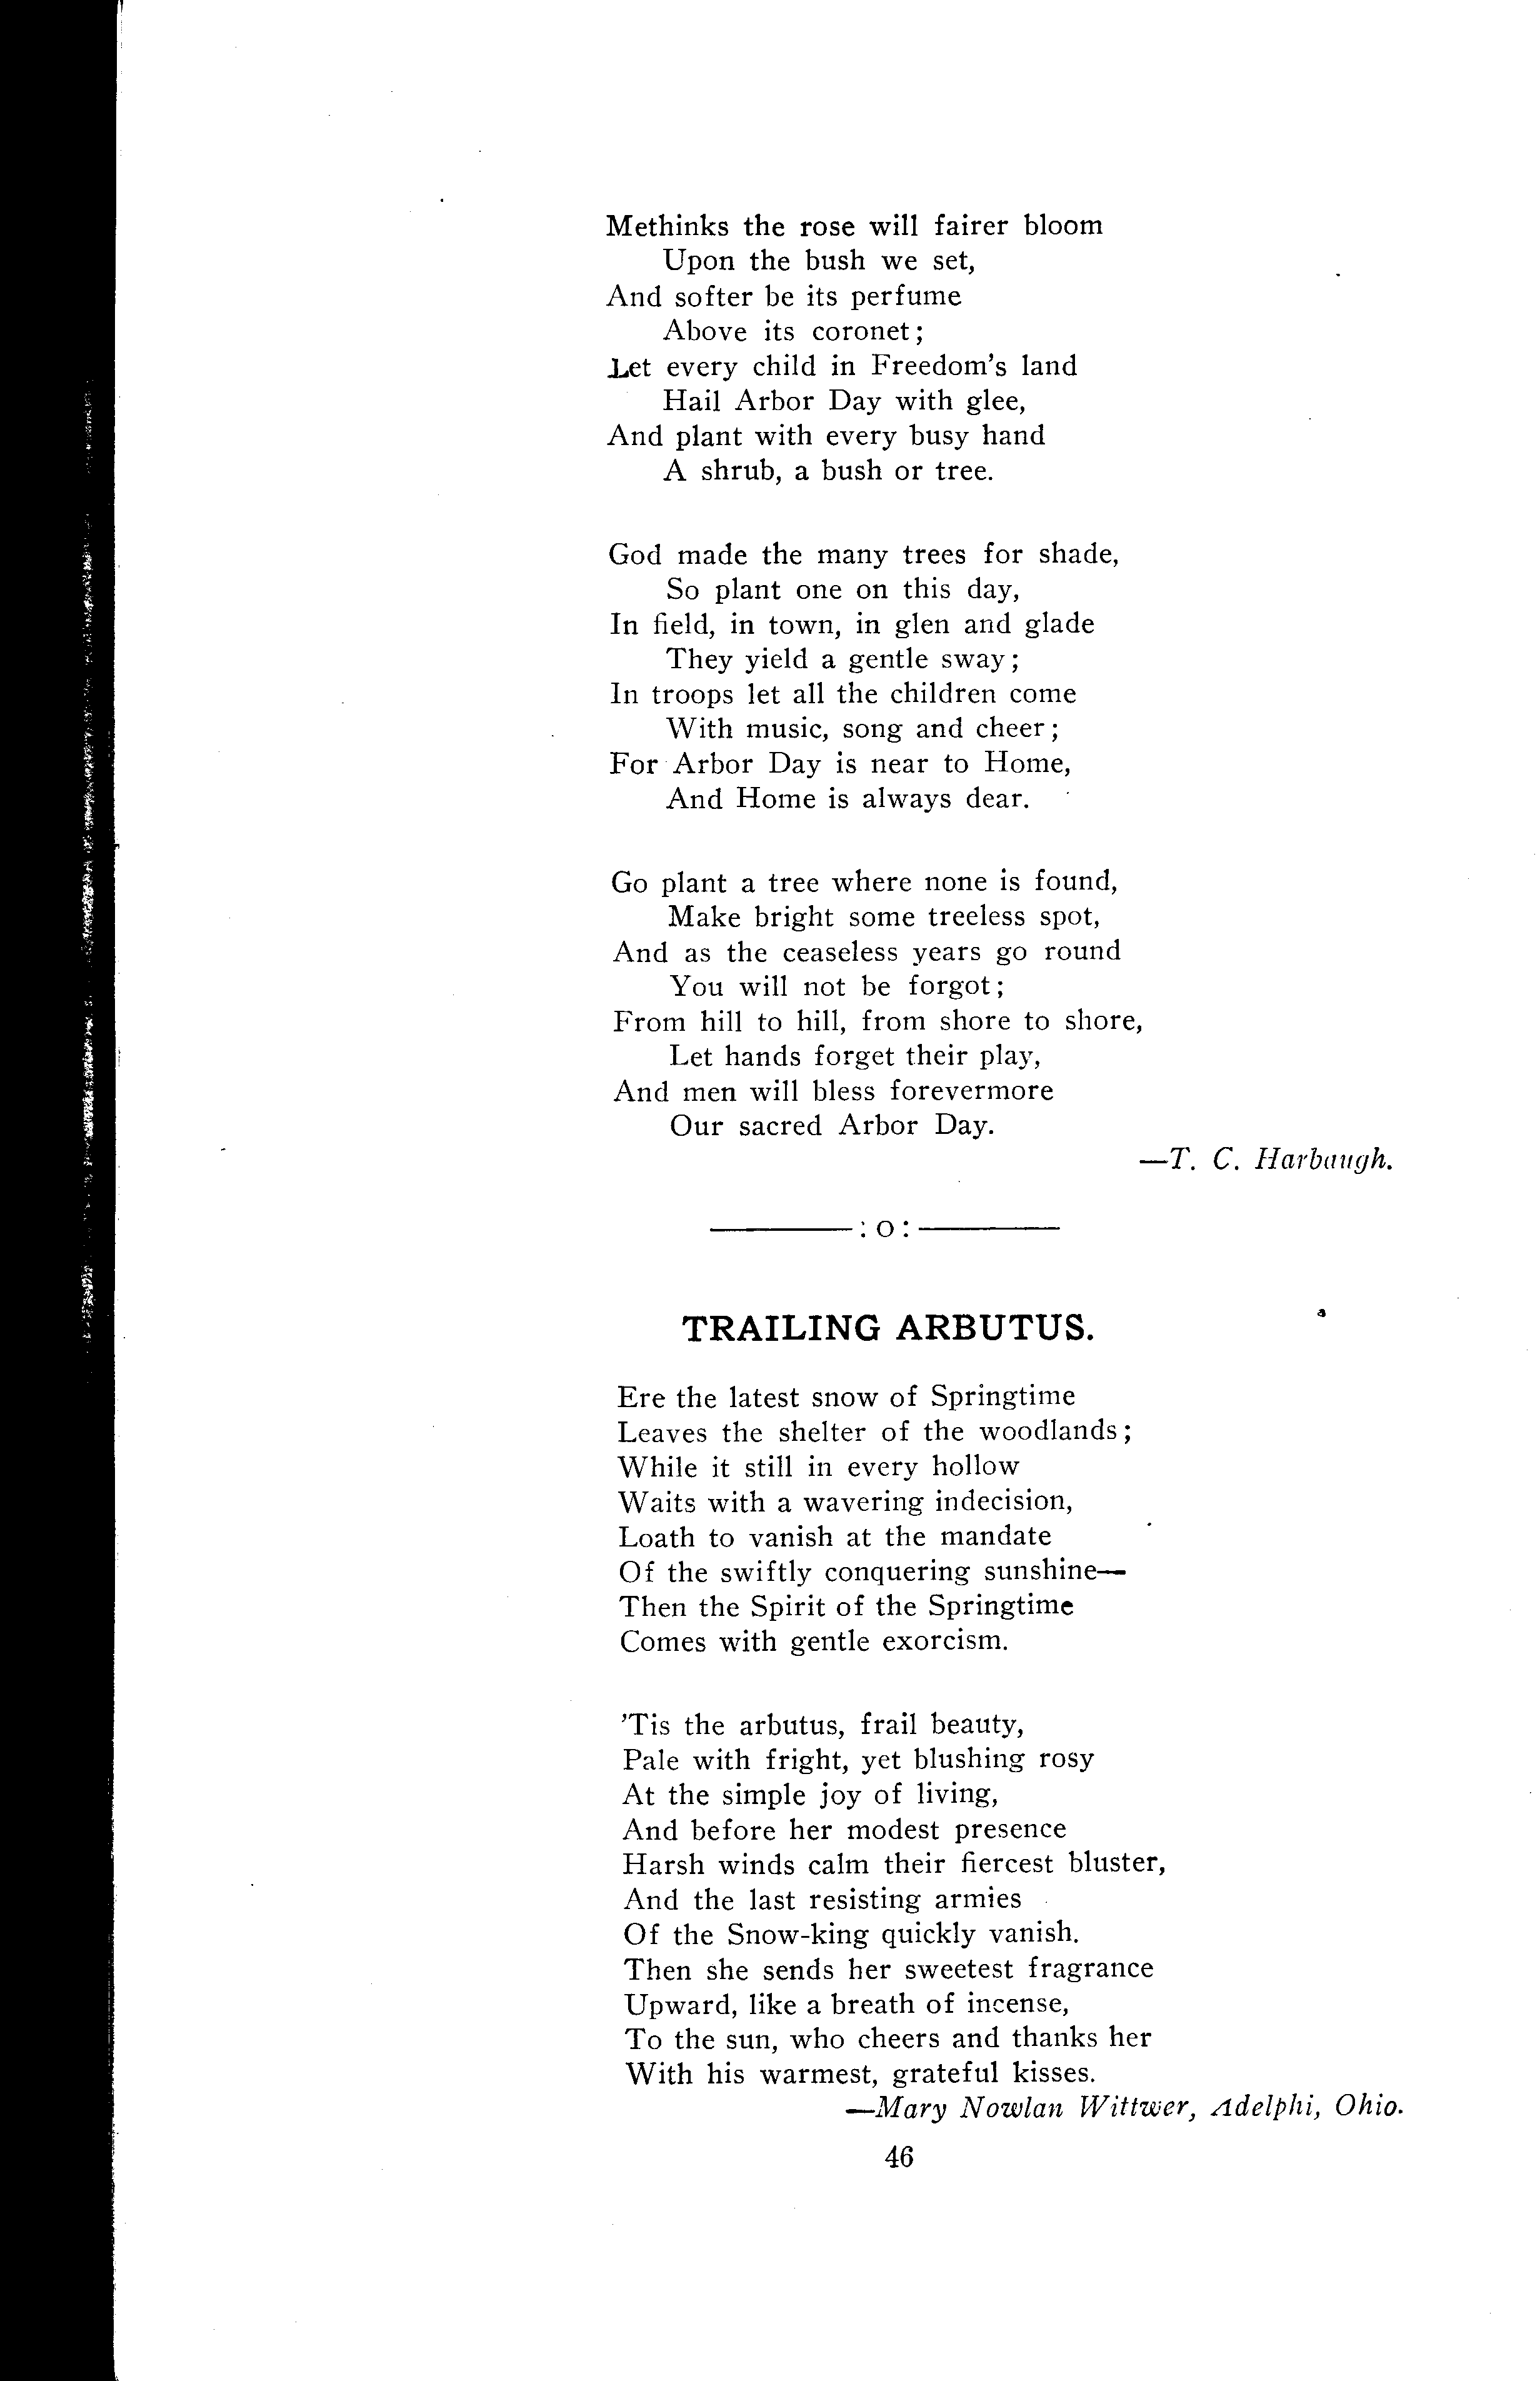 Methinks the rose will fairer bloom
Upon the bush we set,
And softer be its perfume
Above its coronet;
Let every child in Freedom's land
Hail Arbor Day with glee,
And plant with every busy hand
A shrub, a bush or tree.
God made the many trees for shade,
So plant one on this day,
In field, in town, in glen and glade
They yield a gentle sway;
In troops let all the children come
With music, song and cheer;
For Arbor Day is near to Home,
And Home is always dear.
Go plant a tree where none is found,
Make bright some treeless spot,
And as the ceaseless years go round
You will not be forgot;
From hill to hill, from shore to shore,
Let hands forget their play,
And men will bless forevermore
Our sacred Arbor Day.
—T. C. Harbaugh.
———:o:———
TRAILING ARBUTUS.
Ere the latest snow of Springtime
Leaves the shelter of the woodlands;
While it still in every hollow
Waits with a wavering indecision,
Loath to vanish at the mandate
Of the swiftly conquering sunshine—
Then the Spirit of the Springtime
Comes with gentle exorcism.
'Tis the arbutus, frail beauty,
Pale with fright, yet blushing rosy
At the simple joy of living,
And before her modest presence
Harsh winds calm their fiercest bluster,
And the last resisting armies
Of the Snow-king quickly vanish.
Then she sends her sweetest fragrance
Upward, like a breath of incense,
To the sun, who cheers and thanks her
With his warmest, grateful kisses.
—Mary Nowlan Wittwer, Adelphi, Ohio.
46